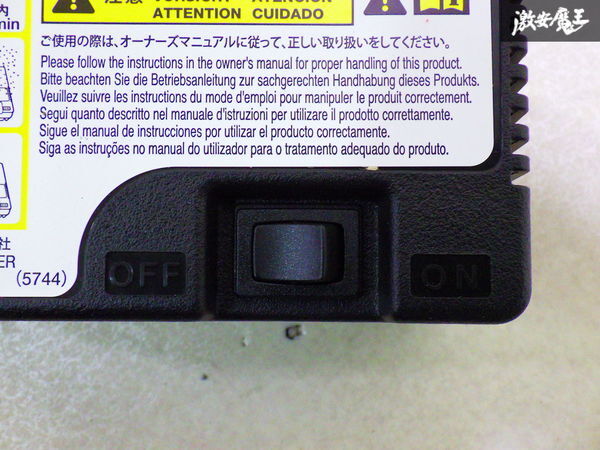 激安魔王
内
min
注意 VORSICHT ATTENZIONE
ATTENTION CUIDADO
ご使用の際は、オーナーズマニュアルに従って、正しい取り扱いをしてください。
Please follow the instructions in the owner's manual for proper handling of this product.
Bitte beachten Sie die Betriebsanleitung zur sachgerechten Handhabung dieses Produkts.
Veuillez suivre les instructions du mode d'emploi pour manipuler le produit correctement.
Segui quanto descritto nel manuale d'istruzioni per utilizzare il prodotto correttamente.
Sigue el manual de instrucciones por utilizar el producto correctamente.
Siga as instruções no manual do utilizador para o tratamento adequado do produto.
社
ER
(5744)
OFF
ON